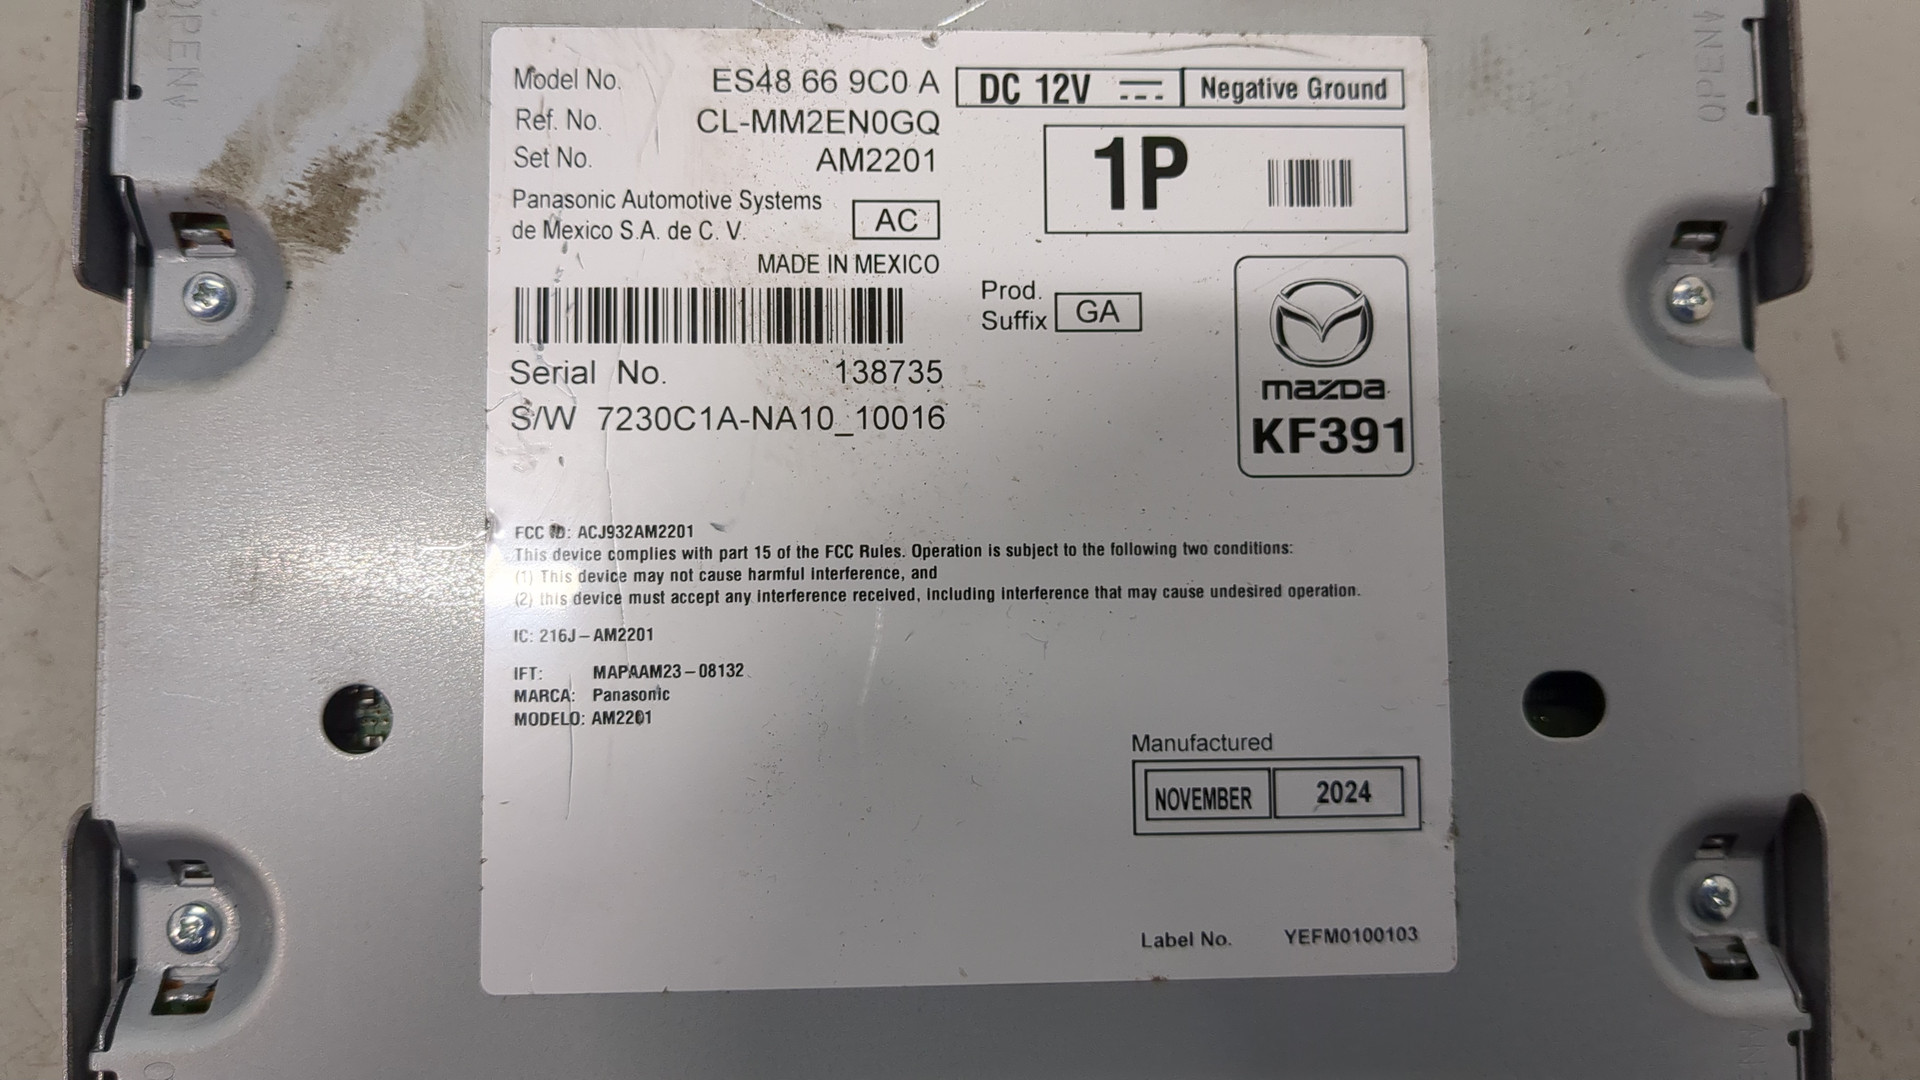 Model No. ES48 66 9C0 A
Ref. No. CL-MM2EN0GQ
Set No. AM2201
Panasonic Automotive Systems
de Mexico S.A. de C. V.
AC
MADE IN MEXICO
DC 12V Negative Ground
1P
Prod.
Suffix GA
mazda
KF391
Serial No. 138735
S/W 7230C1A-NA10_10016
FCC ID: ACJ932AM2201
This device complies with part 15 of the FCC Rules. Operation is subject to the following two conditions:
(1) This device may not cause harmful interference, and
(2) this device must accept any interference received, including interference that may cause undesired operation.
IC: 216J-AM2201
IFT: MAPAAM23-08132
MARCA: Panasonic
MODELO: AM2201
Manufactured
NOVEMBER 2024
Label No. YEFM0100103
OPEN
OPEN